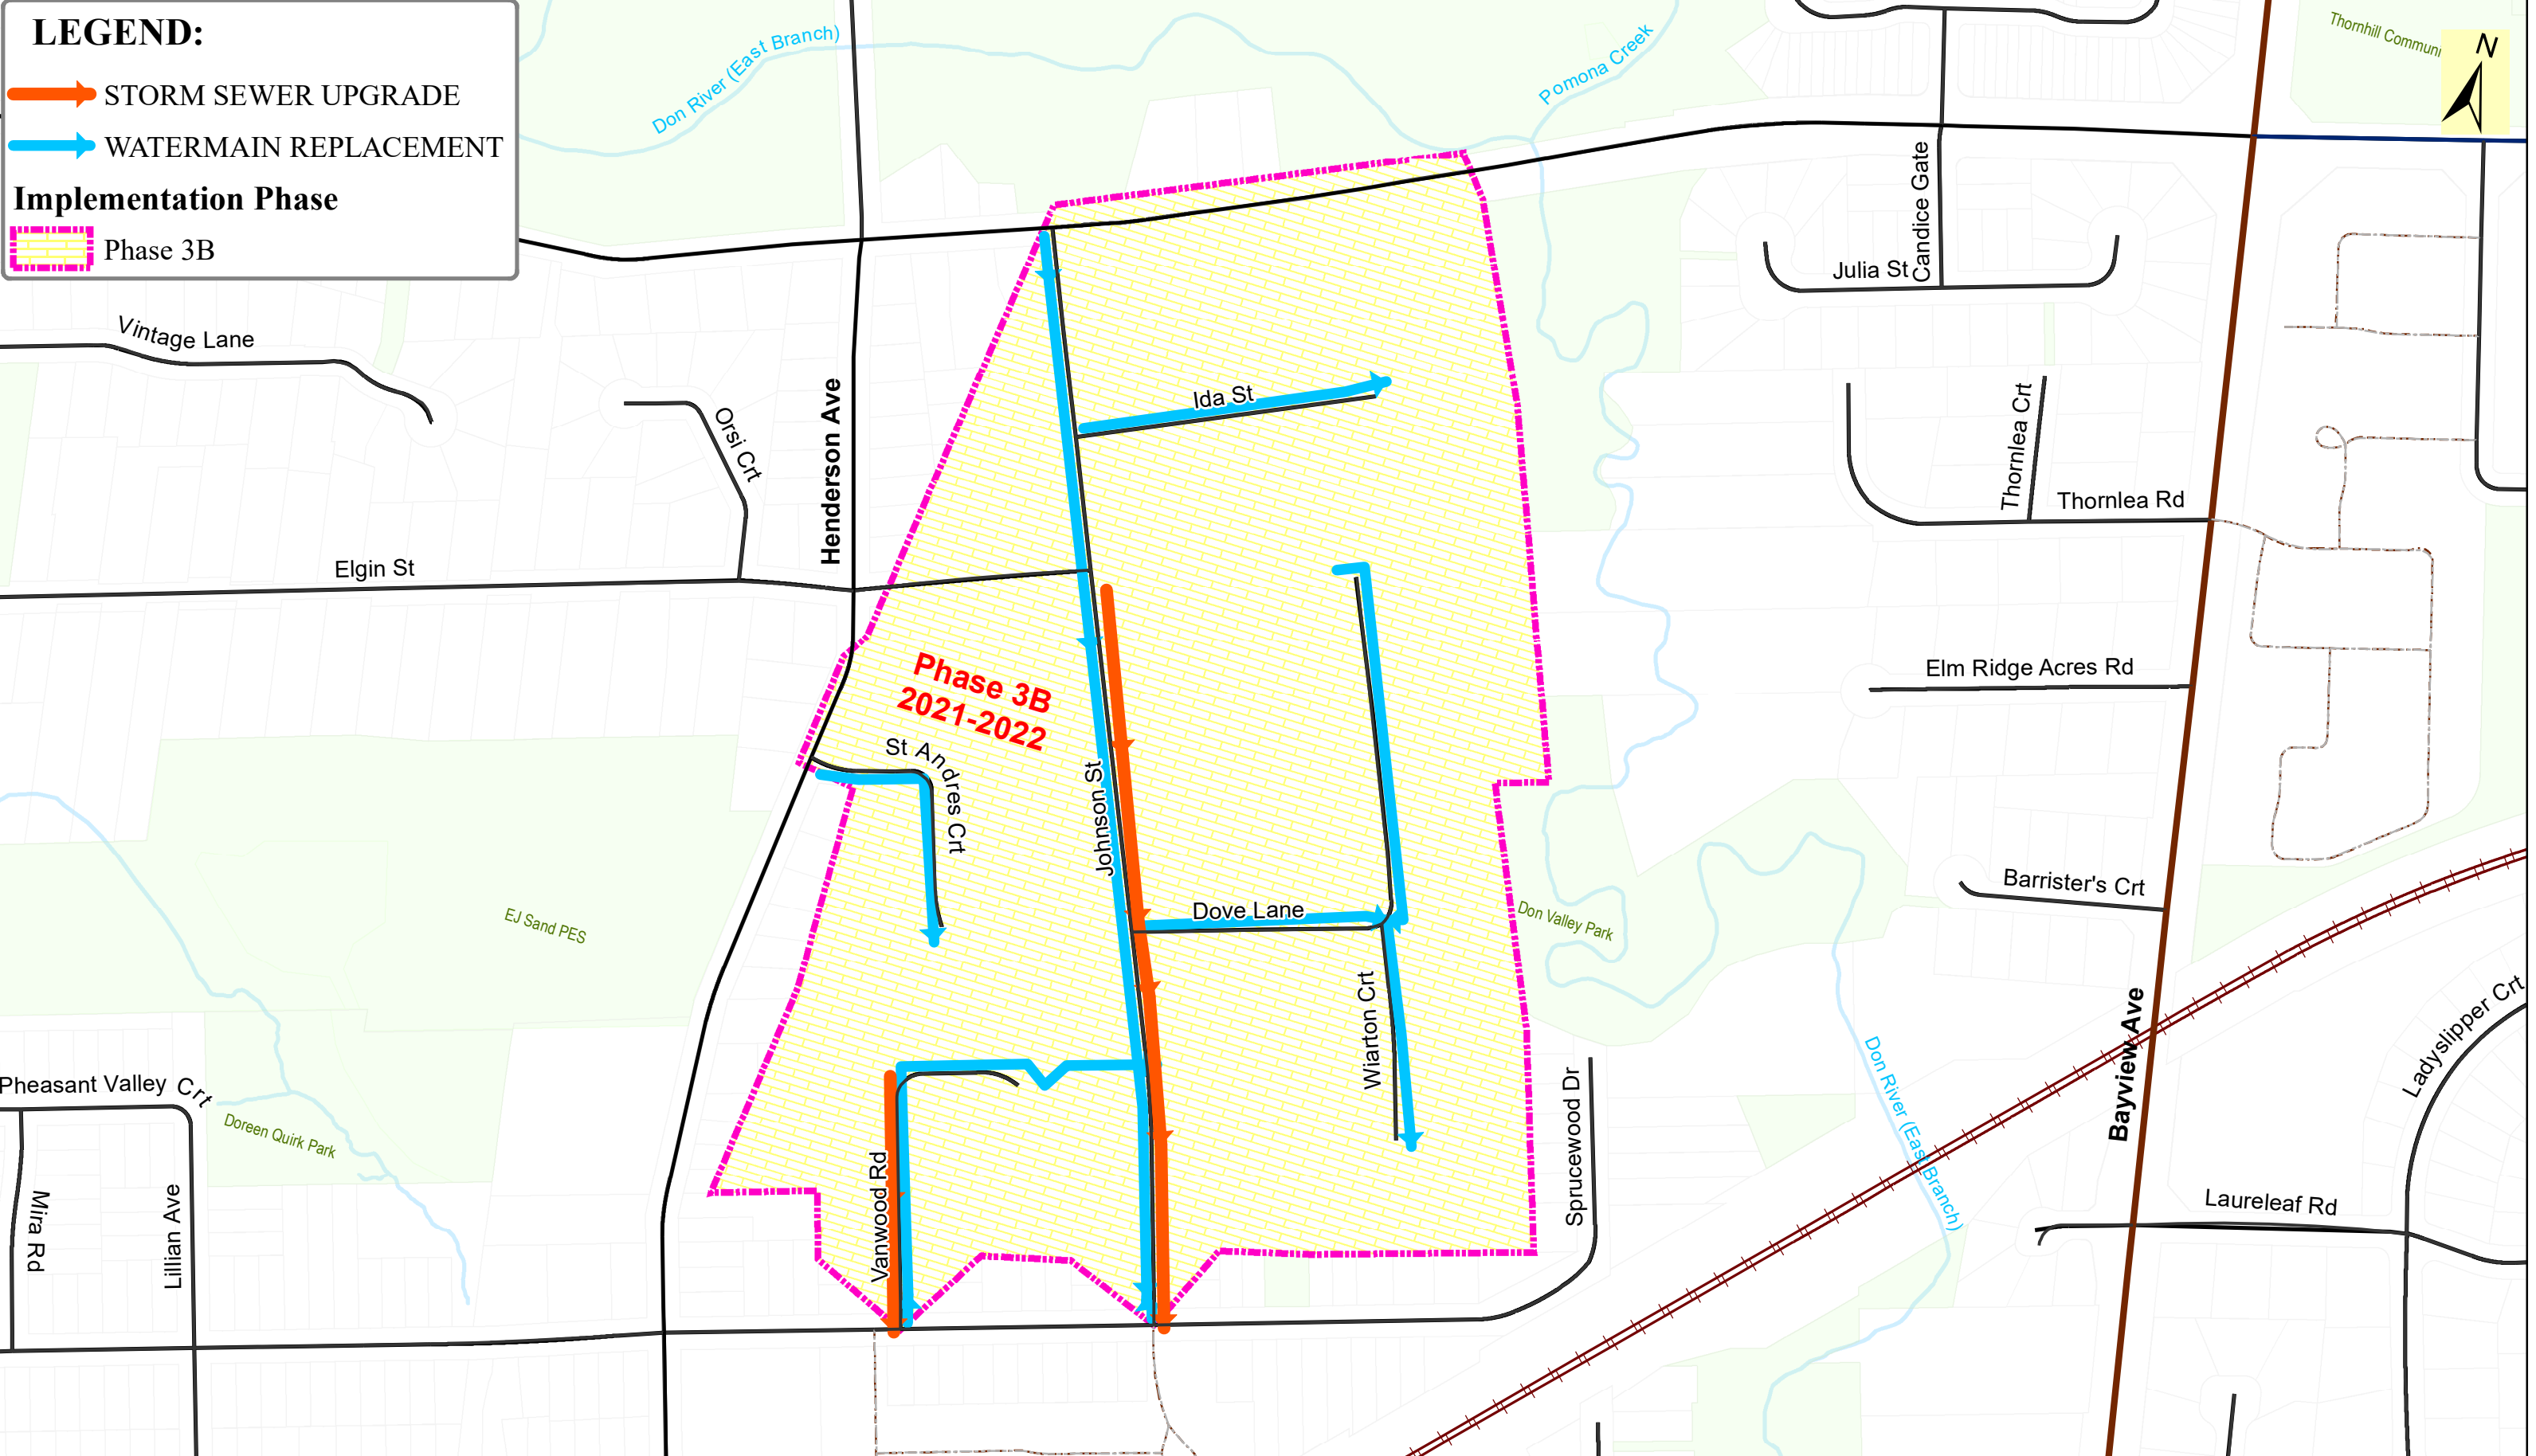 LEGEND:
STORM SEWER UPGRADE
WATERMAIN REPLACEMENT
Implementation Phase
Phase 3B
Don River (East Branch)
Pomona Creek
Thornhill Communi
N
Candice Gate
Julia St
Vintage Lane
Orsi Crt
Henderson Ave
Ida St
Thornlea Crt
Thornlea Rd
Elgin St
Elm Ridge Acres Rd
Phase 3B
2021-2022
St Andres Crt
Johnson St
Barrister's Crt
EJ Sand PES
Dove Lane
Don Valley Park
Wiarton Crt
Bayview Ave
Ladyslipper Crt
Pheasant Valley Crt
Doreen Quirk Park
Don River (East Branch)
Sprucewood Dr
Vanwood Rd
Mira Rd
Lillian Ave
Laureleaf Rd